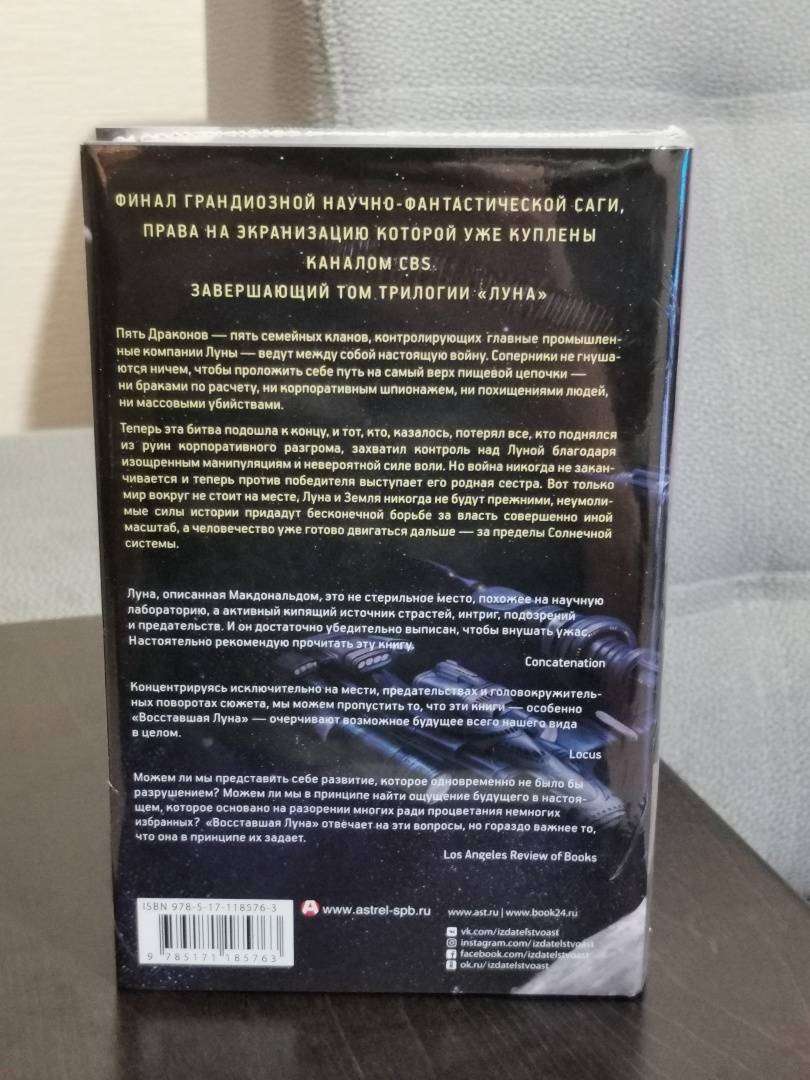 ФИНАЛ ГРАНДИОЗНОЙ НАУЧНО-ФАНТАСТИЧЕСКОЙ САГИ,
ПРАВА НА ЭКРАНИЗАЦИЮ КОТОРОЙ УЖЕ КУПЛЕНЫ
КАНАЛОМ CBS.
ЗАВЕРШАЮЩИЙ ТОМ ТРИЛОГИИ «ЛУНА»
Пять Драконов — пять семейных кланов, контролирующих главные промышлен-
ные компании Луны — ведут между собой настоящую войну. Соперники не гнуша-
ются ничем, чтобы проложить себе путь на самый верх пищевой цепочки —
ни браками по расчету, ни корпоративным шпионажем, ни похищениями людей,
ни массовыми убийствами.
Теперь эта битва подошла к концу, и тот, кто, казалось, потерял все, кто поднялся
из руин корпоративного разгрома, захватил контроль над Луной благодаря
изощренным манипуляциям и невероятной силе воли. Но война никогда не закан-
чивается и теперь против победителя выступает его родная сестра. Вот только
мир вокруг не стоит на месте, Луна и Земля никогда не будут прежними, неумоли-
мые силы истории придадут бесконечной борьбе за власть совершенно иной
масштаб, а человечество уже готово двигаться дальше — за пределы Солнечной
системы.
Луна, описанная Макдональдом, это не стерильное место, похожее на научную
лабораторию, а активный кипящий источник страстей, интриг, подозрений
и предательств. И он достаточно убедительно выписан, чтобы внушать ужас.
Настоятельно рекомендую прочитать эту книгу.
Concatenation
Концентрируясь исключительно на мести, предательствах и головокружитель-
ных поворотах сюжета, мы можем пропустить то, что эти книги — особенно
«Восставшая Луна» — очерчивают возможное будущее всего нашего вида
в целом.
Locus
Можем ли мы представить себе развитие, которое одновременно не было бы
разрушением? Можем ли мы в принципе найти ощущение будущего в настоя-
щем, которое основано на разорении многих ради процветания немногих
избранных? «Восставшая Луна» отвечает на эти вопросы, но гораздо важнее то,
что она в принципе их задает.
Los Angeles Review of Books
ISBN 978-5-17-118576-3
9 785171 185763
www.astrel-spb.ru
www.ast.ru | www.book24.ru
vk.com/izdatelstvoast
instagram.com/izdatelstvoast
facebook.com/izdatelstvoast
ok.ru/izdatelstvoast